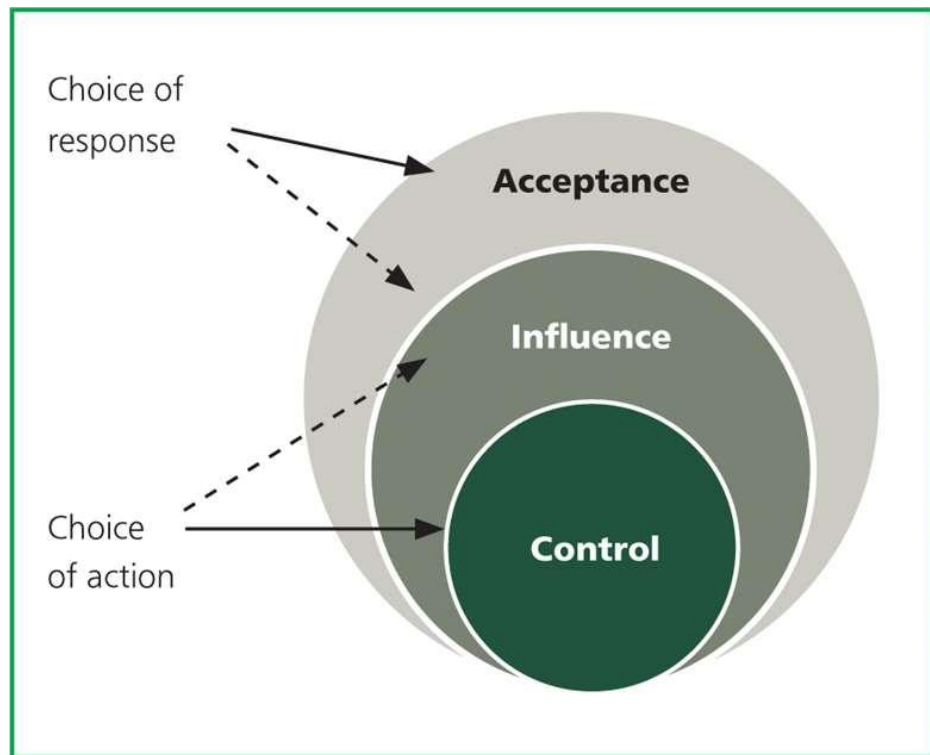 Choice of
response
Acceptance
Influence
Choice
of action
Control